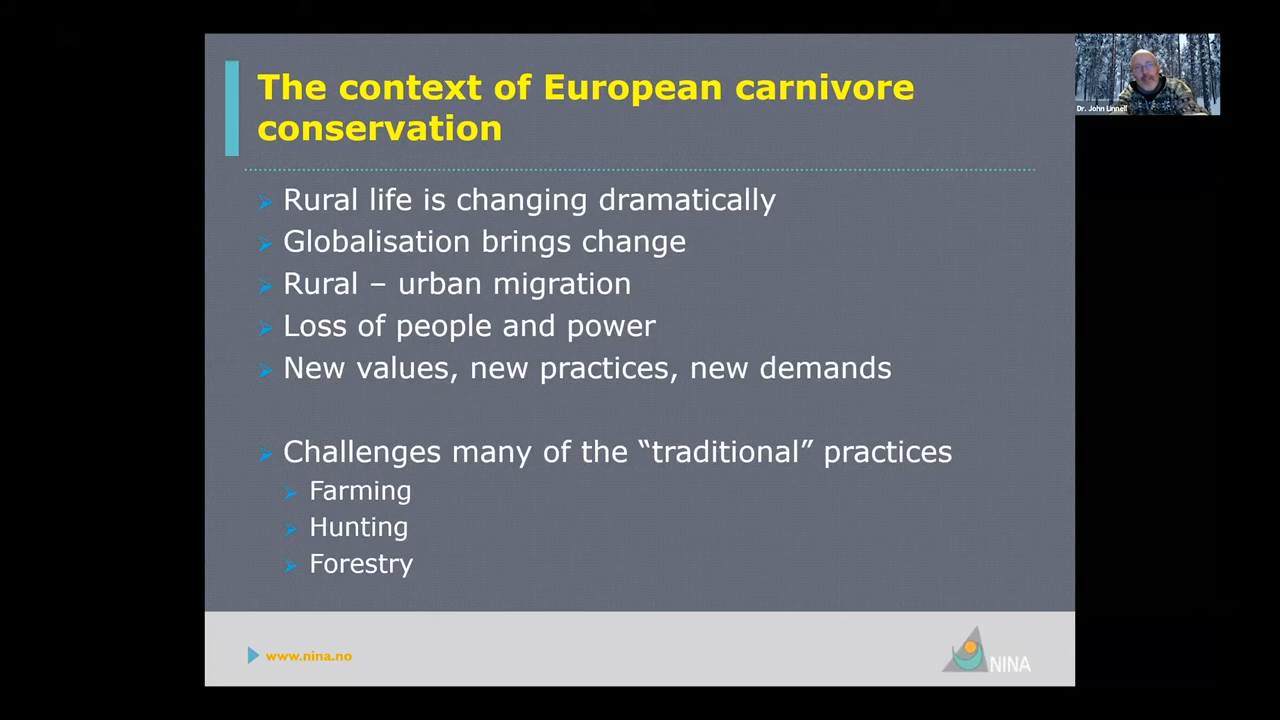 The context of European carnivore
conservation
Rural life is changing dramatically
Globalisation brings change
Rural – urban migration
Loss of people and power
New values, new practices, new demands
Challenges many of the “traditional” practices
Farming
Hunting
Forestry
www.nina.no
NINA
Dr. John Linnell